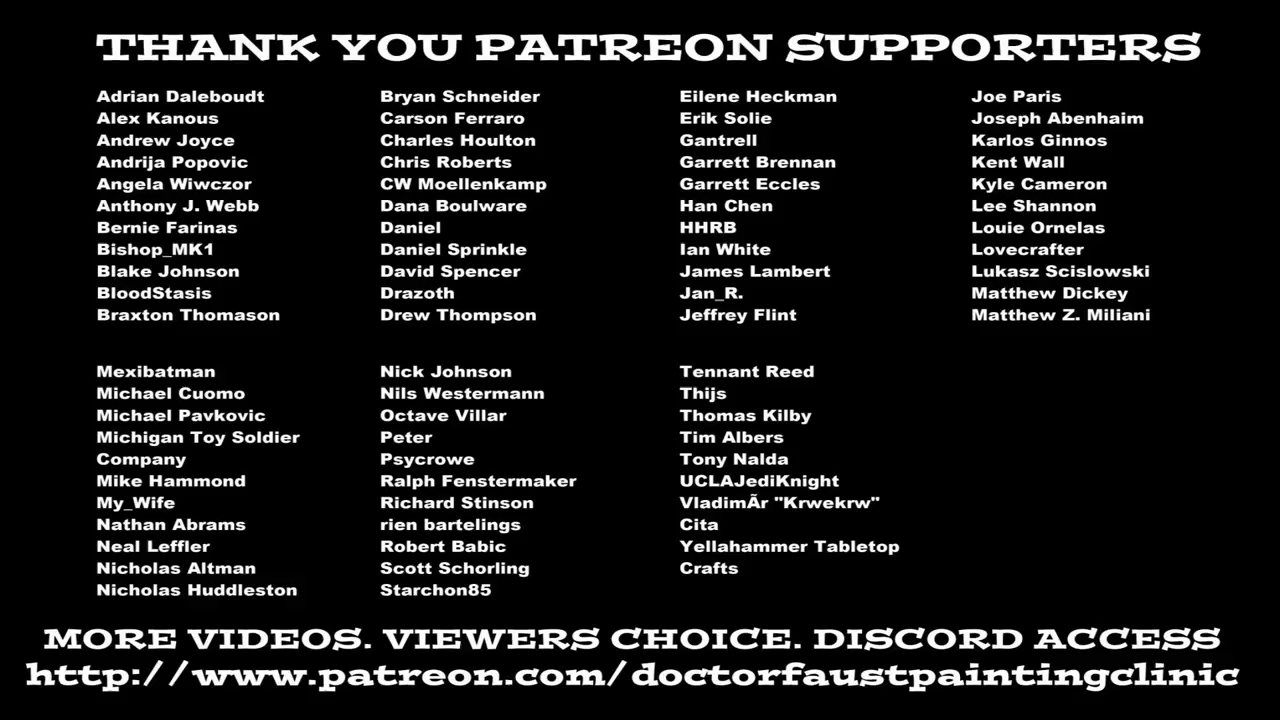 THANK YOU PATREON SUPPORTERS
Adrian Daleboudt
Alex Kanous
Andrew Joyce
Andrija Popovic
Angela Wiwczor
Anthony J. Webb
Bernie Farinas
Bishop_MK1
Blake Johnson
BloodStasis
Braxton Thomason
Bryan Schneider
Carson Ferraro
Charles Houlton
Chris Roberts
CW Moellenkamp
Dana Boulware
Daniel
Daniel Sprinkle
David Spencer
Drazoth
Drew Thompson
Eilene Heckman
Erik Solie
Gantrell
Garrett Brennan
Garrett Eccles
Han Chen
HHRB
Ian White
James Lambert
Jan_R.
Jeffrey Flint
Joe Paris
Joseph Abenhaim
Karlos Ginnos
Kent Wall
Kyle Cameron
Lee Shannon
Louie Ornelas
Lovecrafter
Lukasz Scislowski
Matthew Dickey
Matthew Z. Miliani
Mexibatman
Michael Cuomo
Michael Pavkovic
Michigan Toy Soldier
Company
Mike Hammond
My_Wife
Nathan Abrams
Neal Leffler
Nicholas Altman
Nicholas Huddleston
Nick Johnson
Nils Westermann
Octave Villar
Peter
Psycrowe
Ralph Fenstermaker
Richard Stinson
rien bartelings
Robert Babic
Scott Schorling
Starchon85
Tennant Reed
Thijs
Thomas Kilby
Tim Albers
Tony Nalda
UCLAJediKnight
VladimÃr "Krwekrw"
Cita
Yellahammer Tabletop
Crafts
MORE VIDEOS. VIEWERS CHOICE. DISCORD ACCESS
http://www.patreon.com/doctorfaustpaintingclinic